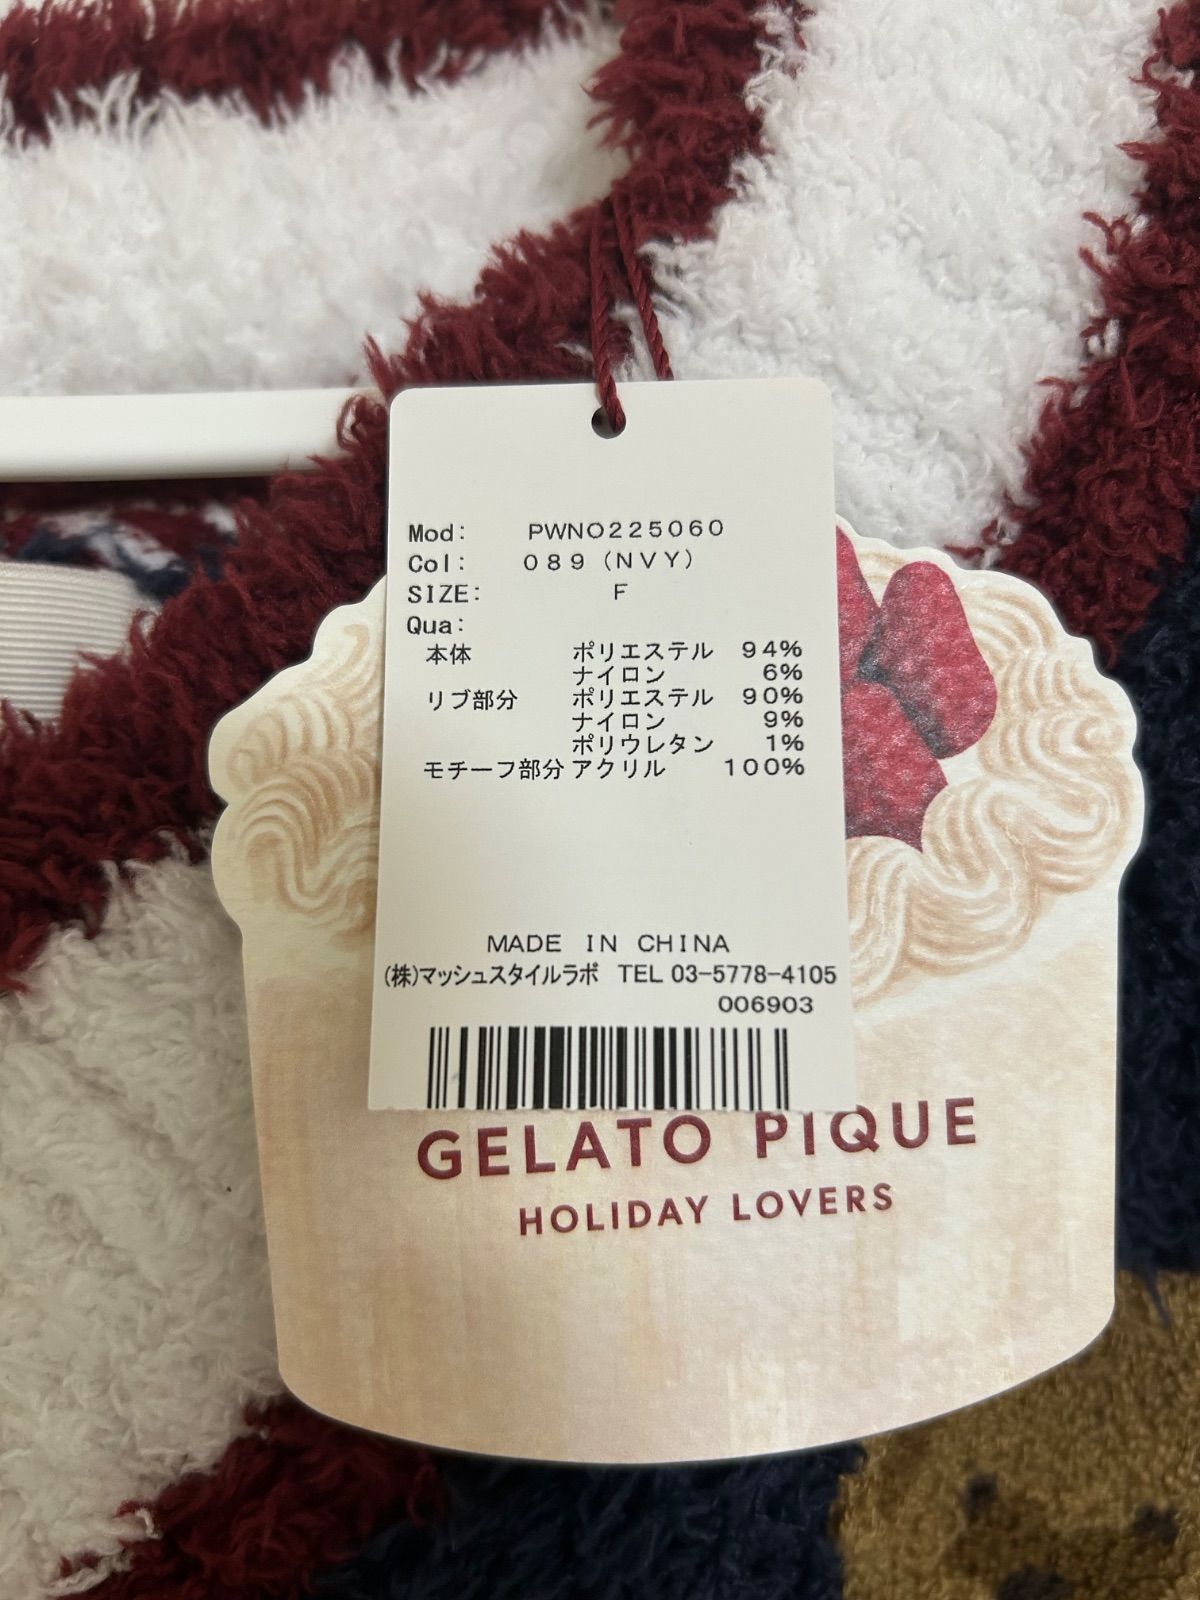 Mod: PWNO225060
Col: 089(NVY)
SIZE: F
Qua:
本体 ポリエステル 94%
ナイロン 6%
リブ部分 ポリエステル 90%
ナイロン 9%
ポリウレタン 1%
モチーフ部分 アクリル 100%
MADE IN CHINA
(株)マッシュスタイルラボ TEL 03-5778-4105
006903
GELATO PIQUE
HOLIDAY LOVERS